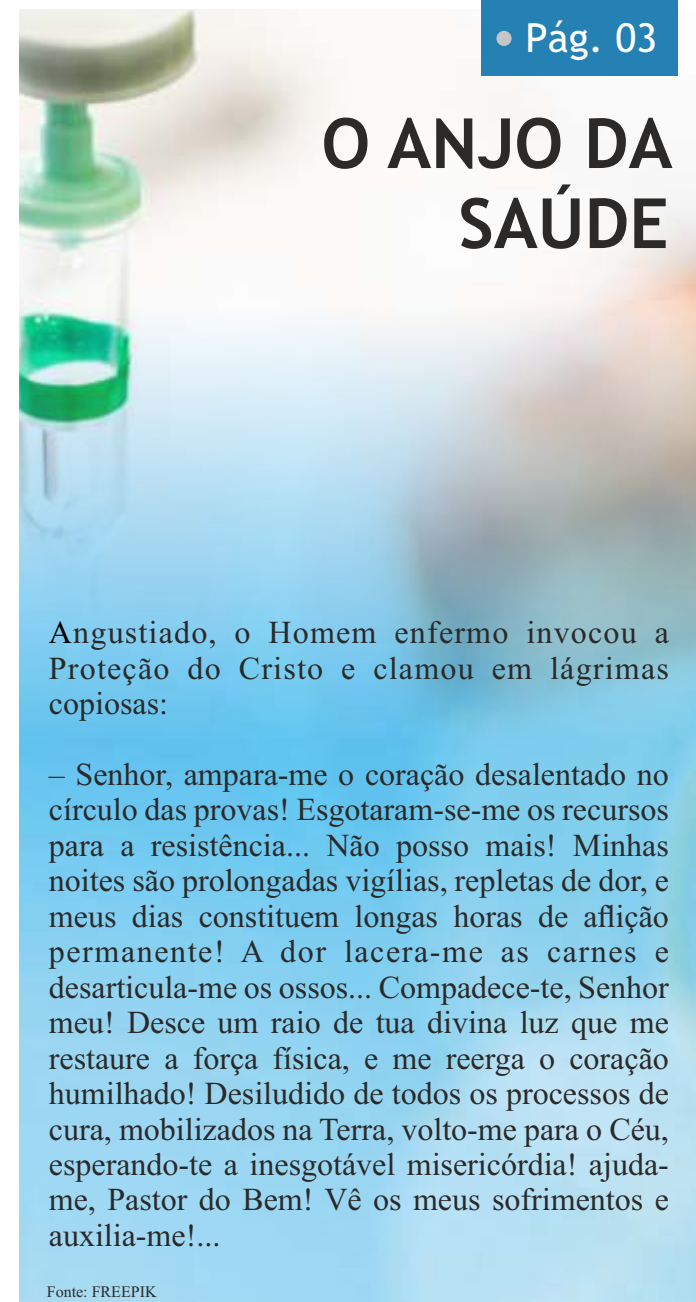 • Pág. 03
O ANJO DA
SAÚDE
Angustiado, o Homem enfermo invocou a
Proteção do Cristo e clamou em lágrimas
copiosas:
– Senhor, ampara-me o coração desalentado no
círculo das provas! Esgotaram-se-me os recursos
para a resistência... Não posso mais! Minhas
noites são prolongadas vigílias, repletas de dor, e
meus dias constituem longas horas de aflição
permanente! A dor lacera-me as carnes e
desarticula-me os ossos... Compadece-te, Senhor
meu! Desce um raio de tua divina luz que me
restaure a força física, e me reerga o coração
humilhado! Desiludido de todos os processos de
cura, mobilizados na Terra, volto-me para o Céu,
esperando-te a inesgotável misericórdia! ajuda-
me, Pastor do Bem! Vê os meus sofrimentos e
auxilia-me!...
Fonte: FREEPIK